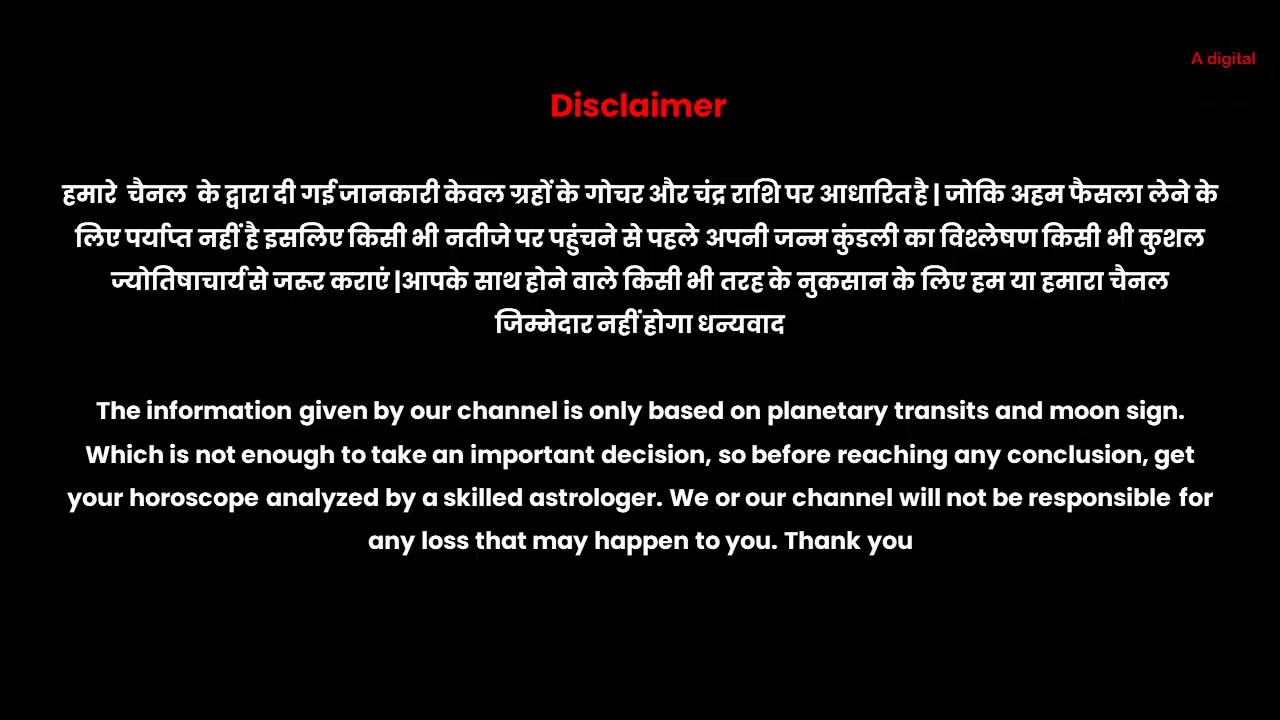 A digital
Disclaimer
हमारे चैनल के द्वारा दी गई जानकारी केवल ग्रहों के गोचर और चंद्र राशि पर आधारित है | जोकि अहम फैसला लेने के
लिए पर्याप्त नहीं है इसलिए किसी भी नतीजे पर पहुंचने से पहले अपनी जन्म कुंडली का विश्लेषण किसी भी कुशल
ज्योतिषाचार्य से जरूर कराएं |आपके साथ होने वाले किसी भी तरह के नुकसान के लिए हम या हमारा चैनल
जिम्मेदार नहीं होगा धन्यवाद
The information given by our channel is only based on planetary transits and moon sign.
Which is not enough to take an important decision, so before reaching any conclusion, get
your horoscope analyzed by a skilled astrologer. We or our channel will not be responsible for
any loss that may happen to you. Thank you